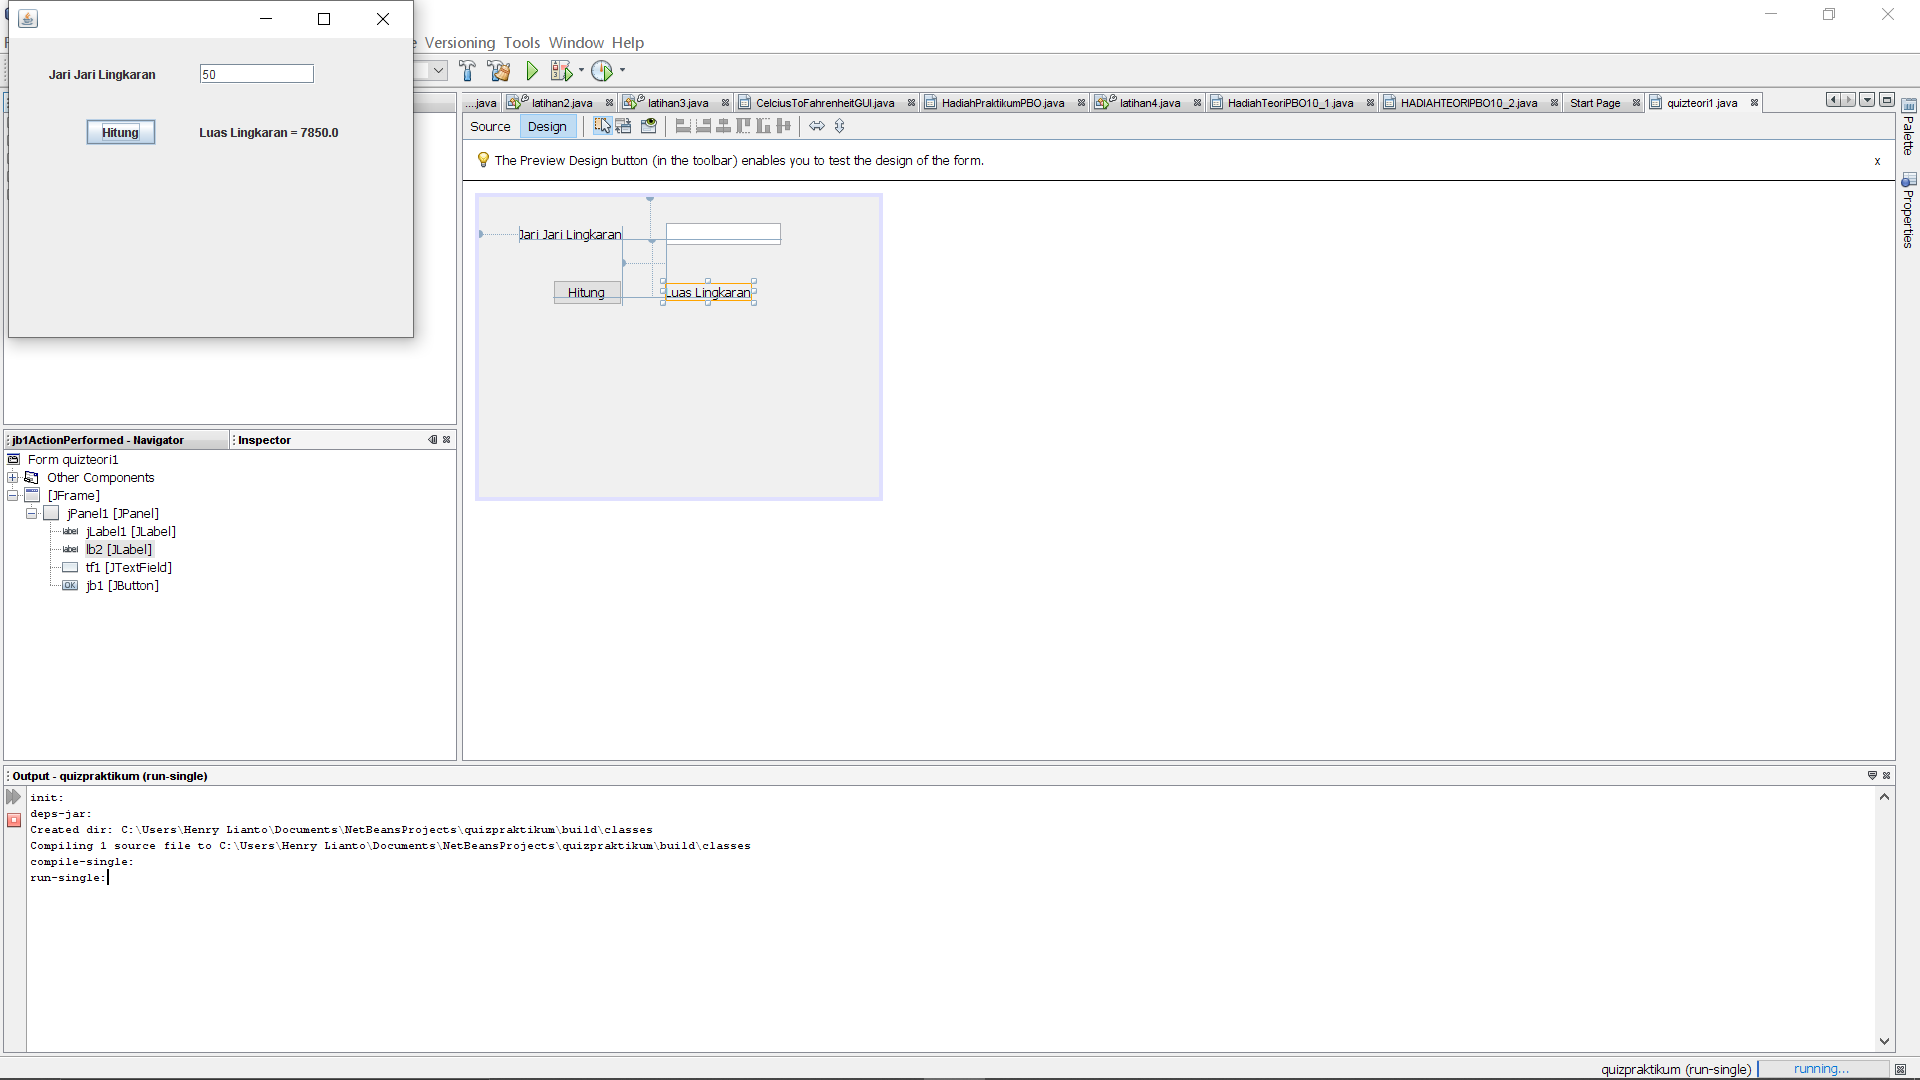 Versioning Tools Window Help
Jari Jari Lingkaran 50
Hitung Luas Lingkaran = 7850.0
....java latihan2.java latihan3.java CelciusToFahrenheitGUI.java HadiahPraktikumPBO.java latihan4.java HadiahTeoriPBO10_1.java HADIAHTEORIPBO10_2.java Start Page quizteori1.java
Source Design
The Preview Design button (in the toolbar) enables you to test the design of the form.
x
Jari Jari Lingkaran
Hitung Luas Lingkaran
Palette
Properties
jb1ActionPerformed - Navigator Inspector
Form quizteori1
Other Components
[JFrame]
jPanel1 [JPanel]
label jLabel1 [JLabel]
label lb2 [JLabel]
tf1 [JTextField]
OK jb1 [JButton]
Output - quizpraktikum (run-single)
init:
deps-jar:
Created dir: C:\Users\Henry Lianto\Documents\NetBeansProjects\quizpraktikum\build\classes
Compiling 1 source file to C:\Users\Henry Lianto\Documents\NetBeansProjects\quizpraktikum\build\classes
compile-single:
run-single:
quizpraktikum (run-single) running...